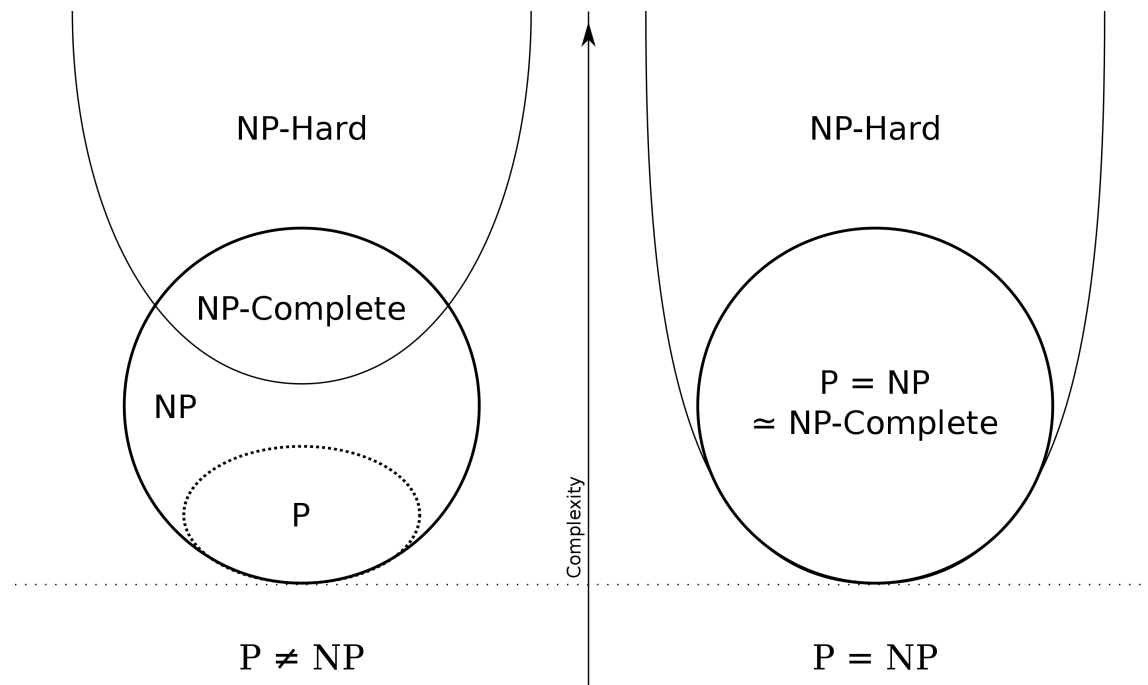 NP-Hard
NP-Complete
NP
P
P ≠ NP
Complexity
NP-Hard
P = NP
≃ NP-Complete
P = NP